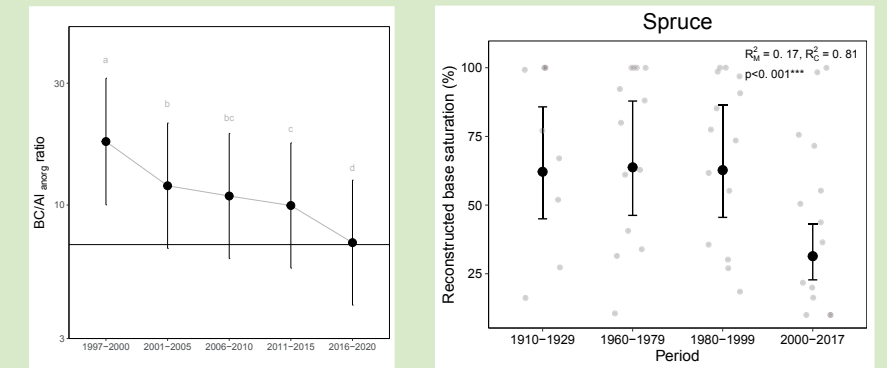 a
b
bc
c
d
30
10
3
BC/Al anorg ratio
1997−2000 2001−2005 2006−2010 2011−2015 2016−2020
Spruce
R²M = 0. 17, R²C = 0. 81
p<0. 001***
100
75
50
25
Reconstructed base saturation (%)
1910−1929 1960−1979 1980−1999 2000−2017
Period